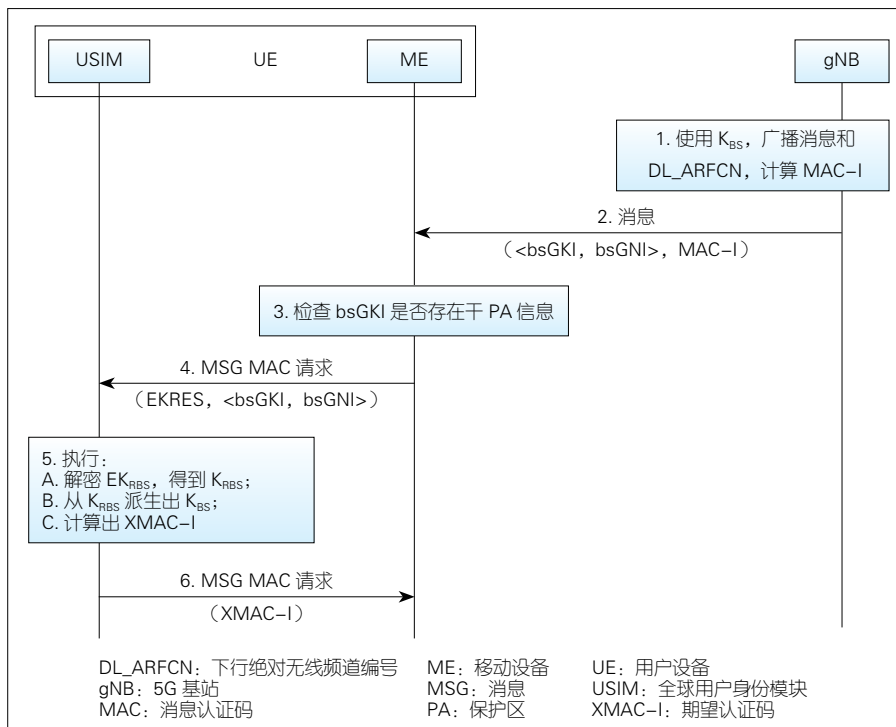 USIM
UE
ME
gNB
1. 使用 K_BS，广播消息和
DL_ARFCN，计算 MAC-I
2. 消息
（<bsGKI, bsGNI>，MAC-I）
3. 检查 bsGKI 是否存在干 PA 信息
4. MSG MAC 请求
（EKRES，<bsGKI，bsGNI>）
5. 执行：
A. 解密 EK_RBS，得到 K_RBS；
B. 从 K_RBS 派生出 K_BS；
C. 计算出 XMAC-I
6. MSG MAC 请求
（XMAC-I）
DL_ARFCN：下行绝对无线频道编号 ME：移动设备 UE：用户设备
gNB：5G 基站 MSG：消息 USIM：全球用户身份模块
MAC：消息认证码 PA：保护区 XMAC-I：期望认证码